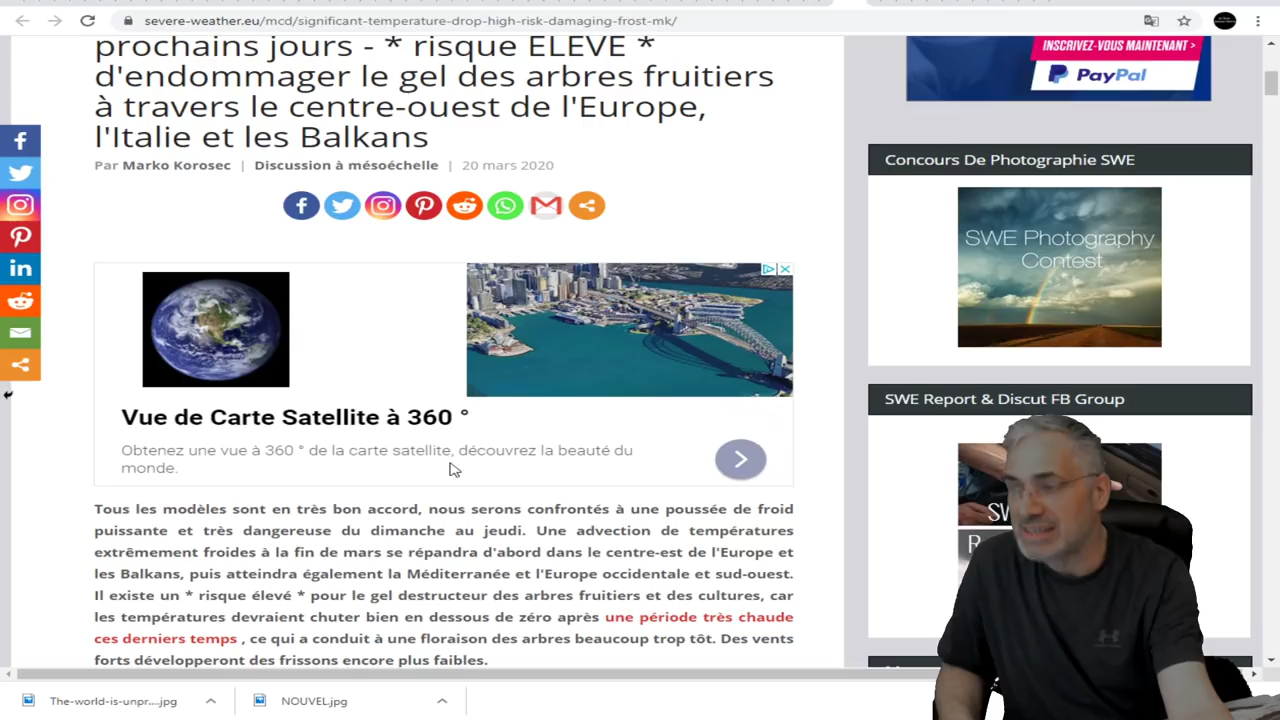 severe-weather.eu/mcd/significant-temperature-drop-high-risk-damaging-frost-mk/
prochains jours - * risque ELEVE *
d'endommager le gel des arbres fruitiers
à travers le centre-ouest de l'Europe,
l'Italie et les Balkans
Par Marko Korosec | Discussion à mésoéchelle | 20 mars 2020
Vue de Carte Satellite à 360 °
Obtenez une vue à 360 ° de la carte satellite, découvrez la beauté du
monde.
Tous les modèles sont en très bon accord, nous serons confrontés à une poussée de froid
puissante et très dangereuse du dimanche au jeudi. Une advection de températures
extrêmement froides à la fin de mars se répandra d'abord dans le centre-est de l'Europe et
les Balkans, puis atteindra également la Méditerranée et l'Europe occidentale et sud-ouest.
Il existe un * risque élevé * pour le gel destructeur des arbres fruitiers et des cultures, car
les températures devraient chuter bien en dessous de zéro après une période très chaude
ces derniers temps , ce qui a conduit à une floraison des arbres beaucoup trop tôt. Des vents
forts développeront des frissons encore plus faibles.
INSCRIVEZ-VOUS MAINTENANT >
PayPal
Concours De Photographie SWE
SWE Photography
Contest
SWE Report & Discut FB Group
SW
R
The-world-is-unpr....jpg
NOUVEL.jpg